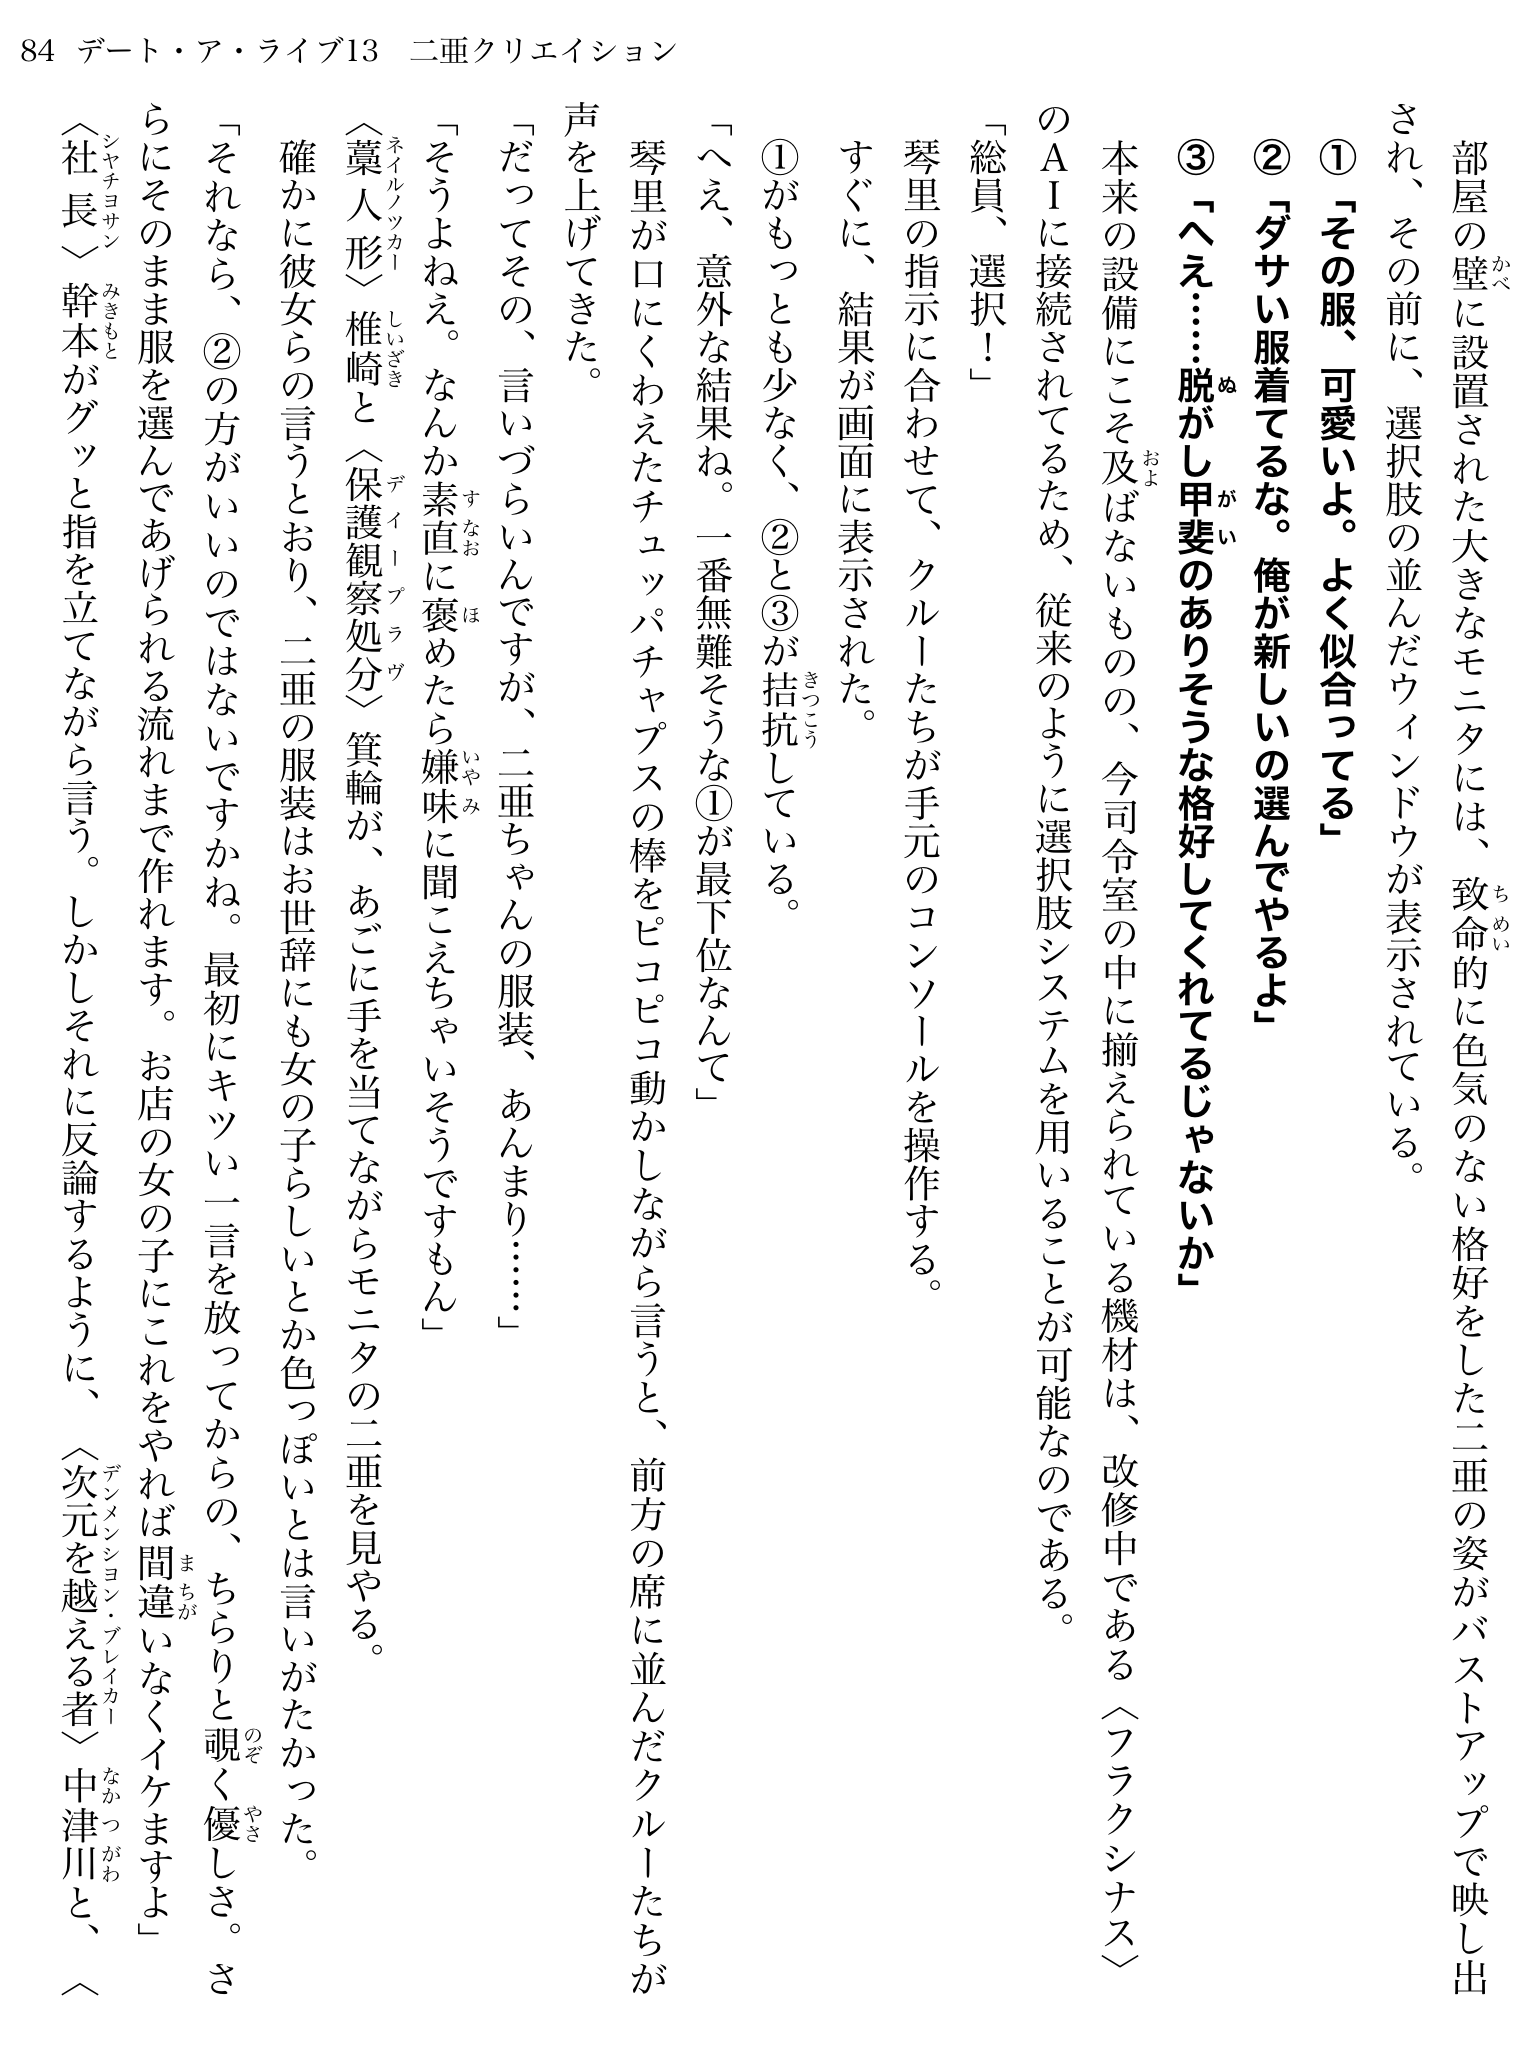 84 デート・ア・ライブ13　二亜クリエイション
　部屋の壁に設置された大きなモニタには、致命的に色気のない格好をした二亜の姿がバストアップで映し出
され、その前に、選択肢の並んだウィンドウが表示されている。
　①「その服、可愛いよ。よく似合ってる」
　②「ダサい服着てるな。俺が新しいの選んでやるよ」
　③「へえ……脱がし甲斐のありそうな格好してくれてるじゃないか」
　本来の設備にこそ及ばないものの、今司令室の中に揃えられている機材は、改修中である〈フラクシナス〉
のＡＩに接続されてるため、従来のように選択肢システムを用いることが可能なのである。
「総員、選択！」
　琴里の指示に合わせて、クルーたちが手元のコンソールを操作する。
　すぐに、結果が画面に表示された。
　①がもっとも少なく、②と③が拮抗している。
「へえ、意外な結果ね。一番無難そうな①が最下位なんて」
　琴里が口にくわえたチュッパチャプスの棒をピコピコ動かしながら言うと、前方の席に並んだクルーたちが
声を上げてきた。
「だってその、言いづらいんですが、二亜ちゃんの服装、あんまり……」
「そうよねえ。なんか素直に褒めたら嫌味に聞こえちゃいそうですもん」
〈藁人形〉椎崎と〈保護観察処分〉箕輪が、あごに手を当てながらモニタの二亜を見やる。
　確かに彼女らの言うとおり、二亜の服装はお世辞にも女の子らしいとか色っぽいとは言いがたかった。
「それなら、②の方がいいのではないですかね。最初にキツい一言を放ってからの、ちらりと覗く優しさ。さ
らにそのまま服を選んであげられる流れまで作れます。お店の女の子にこれをやれば間違いなくイケますよ」
〈社長〉幹本がグッと指を立てながら言う。しかしそれに反論するように、〈次元を越える者〉中津川と、〈